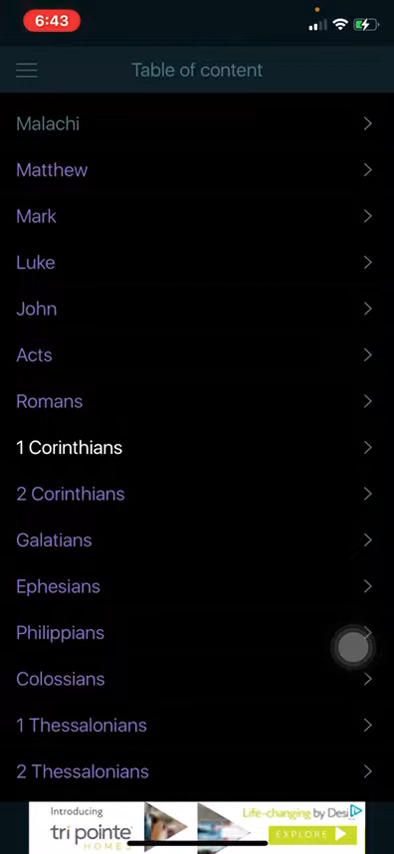 6:43
Table of content
Malachi
Matthew
Mark
Luke
John
Acts
Romans
1 Corinthians
2 Corinthians
Galatians
Ephesians
Philippians
Colossians
1 Thessalonians
2 Thessalonians
Introducing
tri pointe
HOMES
Life-changing by Desi
EXPLORE